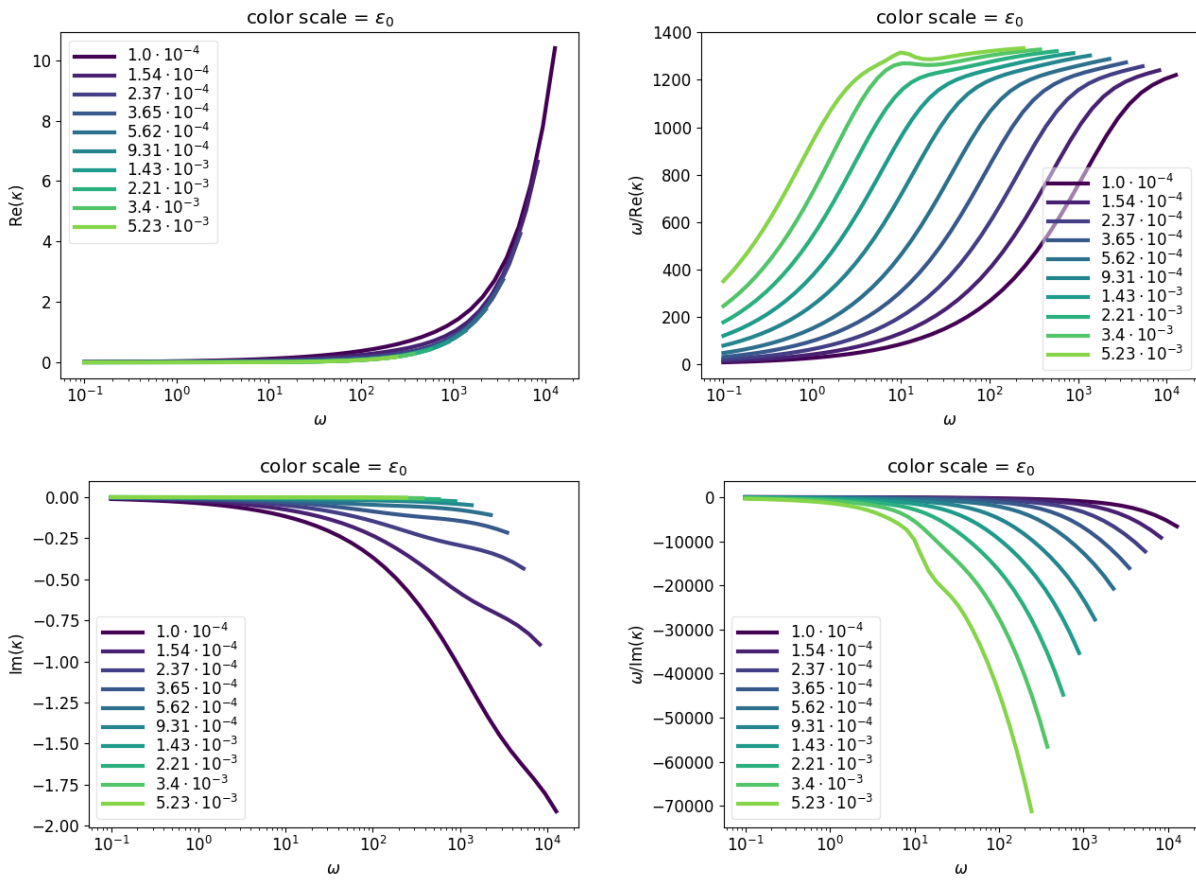 color scale = ε₀
Re(κ)
10
8
6
4
2
0
1.0 · 10⁻⁴
1.54 · 10⁻⁴
2.37 · 10⁻⁴
3.65 · 10⁻⁴
5.62 · 10⁻⁴
9.31 · 10⁻⁴
1.43 · 10⁻³
2.21 · 10⁻³
3.4 · 10⁻³
5.23 · 10⁻³
10⁻¹ 10⁰ 10¹ 10² 10³ 10⁴
ω
color scale = ε₀
ω/Re(κ)
1400
1200
1000
800
600
400
200
0
1.0 · 10⁻⁴
1.54 · 10⁻⁴
2.37 · 10⁻⁴
3.65 · 10⁻⁴
5.62 · 10⁻⁴
9.31 · 10⁻⁴
1.43 · 10⁻³
2.21 · 10⁻³
3.4 · 10⁻³
5.23 · 10⁻³
10⁻¹ 10⁰ 10¹ 10² 10³ 10⁴
ω
color scale = ε₀
Im(κ)
0.00
−0.25
−0.50
−0.75
−1.00
−1.25
−1.50
−1.75
−2.00
1.0 · 10⁻⁴
1.54 · 10⁻⁴
2.37 · 10⁻⁴
3.65 · 10⁻⁴
5.62 · 10⁻⁴
9.31 · 10⁻⁴
1.43 · 10⁻³
2.21 · 10⁻³
3.4 · 10⁻³
5.23 · 10⁻³
10⁻¹ 10⁰ 10¹ 10² 10³ 10⁴
ω
color scale = ε₀
ω/Im(κ)
0
−10000
−20000
−30000
−40000
−50000
−60000
−70000
1.0 · 10⁻⁴
1.54 · 10⁻⁴
2.37 · 10⁻⁴
3.65 · 10⁻⁴
5.62 · 10⁻⁴
9.31 · 10⁻⁴
1.43 · 10⁻³
2.21 · 10⁻³
3.4 · 10⁻³
5.23 · 10⁻³
10⁻¹ 10⁰ 10¹ 10² 10³ 10⁴
ω